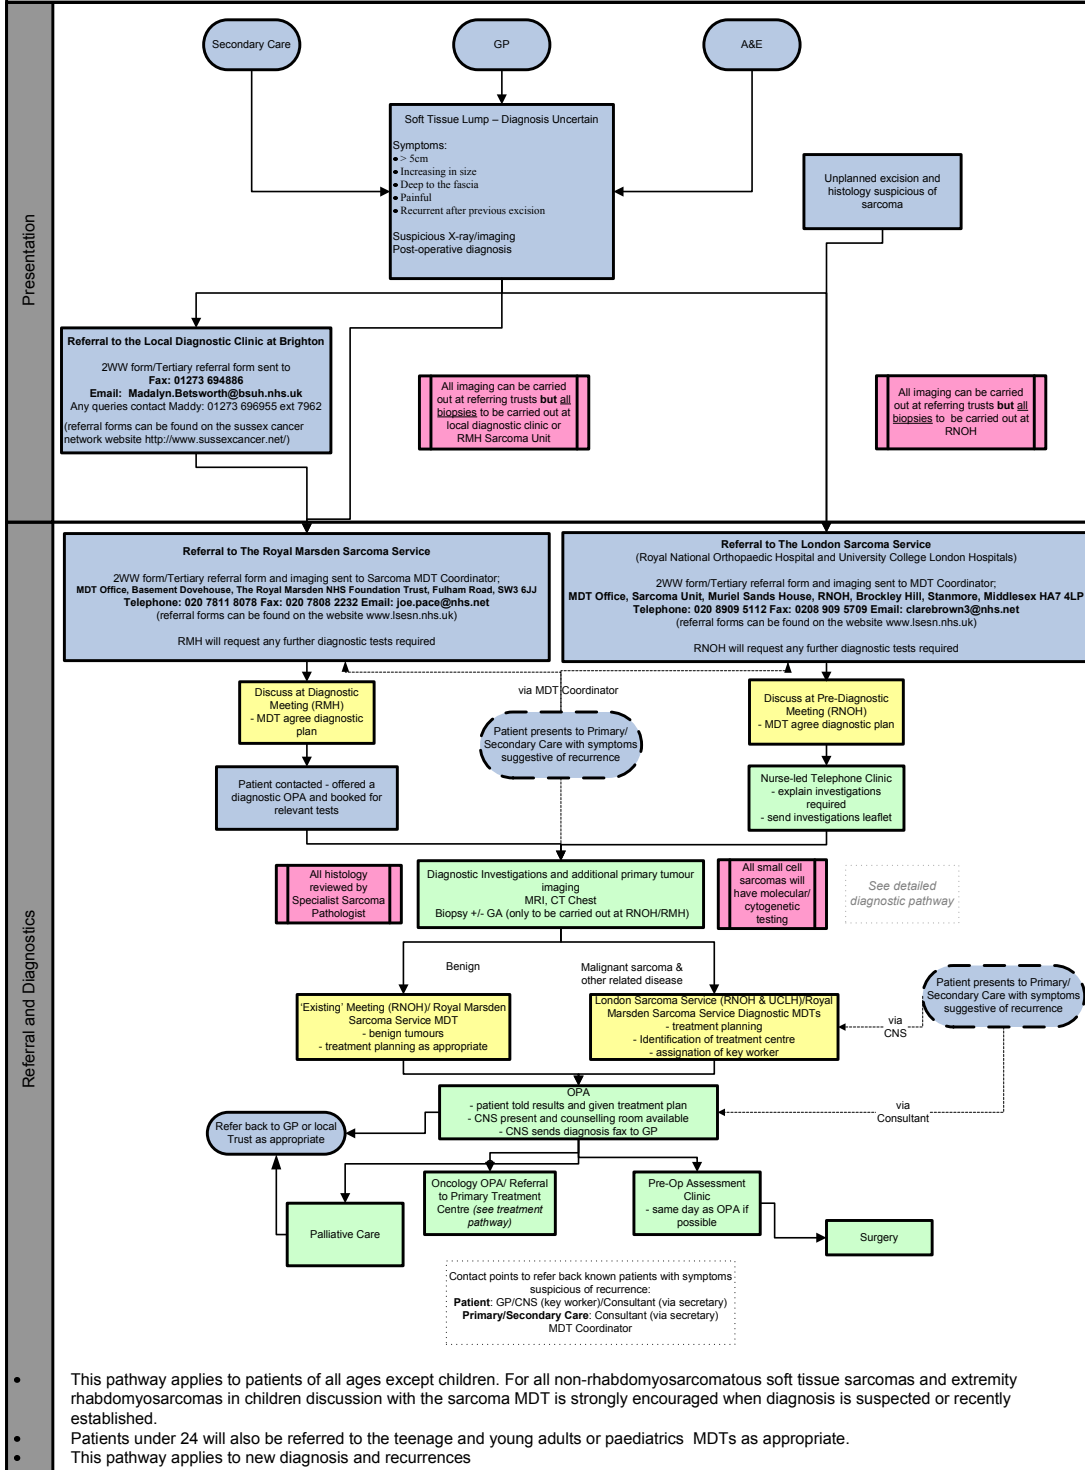 Secondary Care
GP
A&E
Presentation
Soft Tissue Lump – Diagnosis Uncertain
Symptoms:
• > 5cm
• Increasing in size
• Deep to the fascia
• Painful
• Recurrent after previous excision
Suspicious X-ray/imaging
Post-operative diagnosis
Unplanned excision and
histology suspicious of
sarcoma
Referral to the Local Diagnostic Clinic at Brighton
2WW form/Tertiary referral form sent to
Fax: 01273 694886
Email: Madalyn.Betsworth@bsuh.nhs.uk
Any queries contact Maddy: 01273 696955 ext 7962
(referral forms can be found on the sussex cancer
network website http://www.sussexcancer.net/)
All imaging can be carried
out at referring trusts but all
biopsies to be carried out at
local diagnostic clinic or
RMH Sarcoma Unit
All imaging can be carried
out at referring trusts but all
biopsies to be carried out at
RNOH
Referral and Diagnostics
Referral to The Royal Marsden Sarcoma Service
2WW form/Tertiary referral form and imaging sent to Sarcoma MDT Coordinator;
MDT Office, Basement Dovehouse, The Royal Marsden NHS Foundation Trust, Fulham Road, SW3 6JJ
Telephone: 020 7811 8078 Fax: 020 7808 2232 Email: joe.pace@nhs.net
(referral forms can be found on the website www.lsesn.nhs.uk)
RMH will request any further diagnostic tests required
Referral to The London Sarcoma Service
(Royal National Orthopaedic Hospital and University College London Hospitals)
2WW form/Tertiary referral form and imaging sent to MDT Coordinator;
MDT Office, Sarcoma Unit, Muriel Sands House, RNOH, Brockley Hill, Stanmore, Middlesex HA7 4LP
Telephone: 020 8909 5112 Fax: 0208 909 5709 Email: clarebrown3@nhs.net
(referral forms can be found on the website www.lsesn.nhs.uk)
RNOH will request any further diagnostic tests required
Discuss at Diagnostic
Meeting (RMH)
- MDT agree diagnostic
plan
via MDT Coordinator
Patient presents to Primary/
Secondary Care with symptoms
suggestive of recurrence
Discuss at Pre-Diagnostic
Meeting (RNOH)
- MDT agree diagnostic plan
Patient contacted - offered a
diagnostic OPA and booked for
relevant tests
Nurse-led Telephone Clinic
- explain investigations
required
- send investigations leaflet
All histology
reviewed by
Specialist Sarcoma
Pathologist
Diagnostic Investigations and additional primary tumour
imaging
MRI, CT Chest
Biopsy +/- GA (only to be carried out at RNOH/RMH)
All small cell
sarcomas will
have molecular/
cytogenetic
testing
See detailed
diagnostic pathway
Benign
Malignant sarcoma &
other related disease
'Existing' Meeting (RNOH)/ Royal Marsden
Sarcoma Service MDT
- benign tumours
- treatment planning as appropriate
London Sarcoma Service (RNOH & UCLH)/Royal
Marsden Sarcoma Service Diagnostic MDTs
- treatment planning
- Identification of treatment centre
- assignation of key worker
via
CNS
Patient presents to Primary/
Secondary Care with symptoms
suggestive of recurrence
OPA
- patient told results and given treatment plan
- CNS present and counselling room available
- CNS sends diagnosis fax to GP
via
Consultant
Refer back to GP or local
Trust as appropriate
Palliative Care
Oncology OPA/ Referral
to Primary Treatment
Centre (see treatment
pathway)
Pre-Op Assessment
Clinic
- same day as OPA if
possible
Surgery
Contact points to refer back known patients with symptoms
suspicious of recurrence:
Patient: GP/CNS (key worker)/Consultant (via secretary)
Primary/Secondary Care: Consultant (via secretary)
MDT Coordinator
• This pathway applies to patients of all ages except children. For all non-rhabdomyosarcomatous soft tissue sarcomas and extremity
rhabdomyosarcomas in children discussion with the sarcoma MDT is strongly encouraged when diagnosis is suspected or recently
established.
• Patients under 24 will also be referred to the teenage and young adults or paediatrics MDTs as appropriate.
• This pathway applies to new diagnosis and recurrences